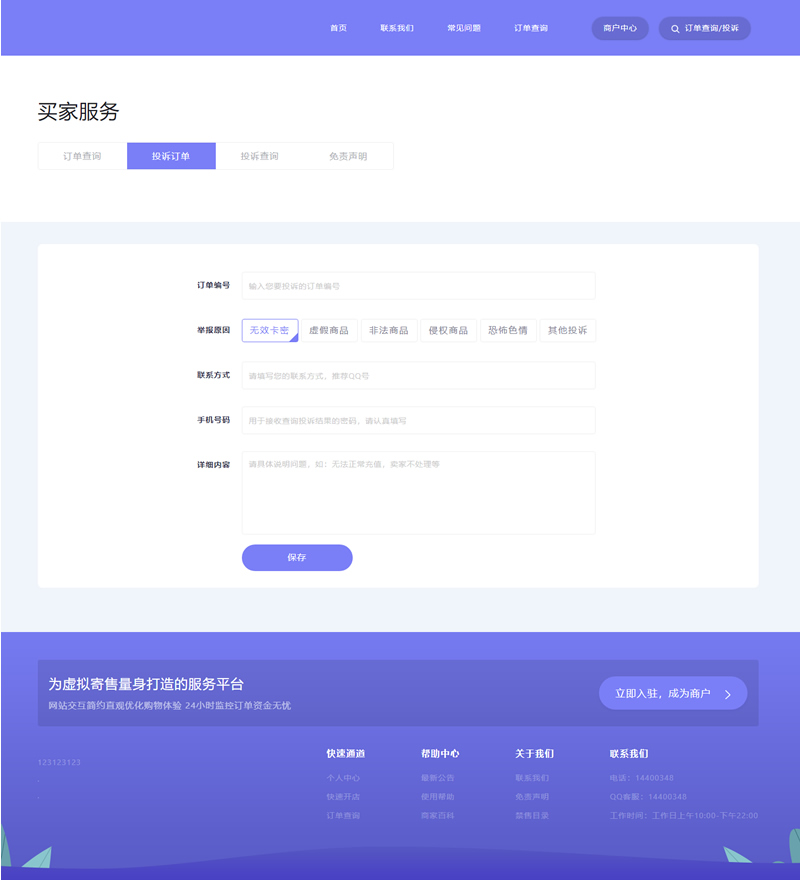 首页 联系我们 常见问题 订单查询 商户中心 订单查询/投诉
买家服务
订单查询 投诉订单 投诉查询 免责声明
订单编号 输入您要投诉的订单编号
举报原因 无效卡密 虚假商品 非法商品 侵权商品 恐怖色情 其他投诉
联系方式 请填写您的联系方式，推荐QQ号
手机号码 用于接收查询投诉结果的密码，请认真填写
详细内容 请具体说明问题，如：无法正常充值，卖家不处理等
保存
为虚拟寄售量身打造的服务平台
网站交互简约直观优化购物体验 24小时监控订单资金无忧
立即入驻，成为商户
123123123
快速通道 帮助中心 关于我们 联系我们
个人中心 最新公告 联系我们 电话：14400348
快速开店 使用帮助 免责声明 QQ客服：14400348
订单查询 商家百科 禁售目录 工作时间：工作日上午10:00-下午22:00